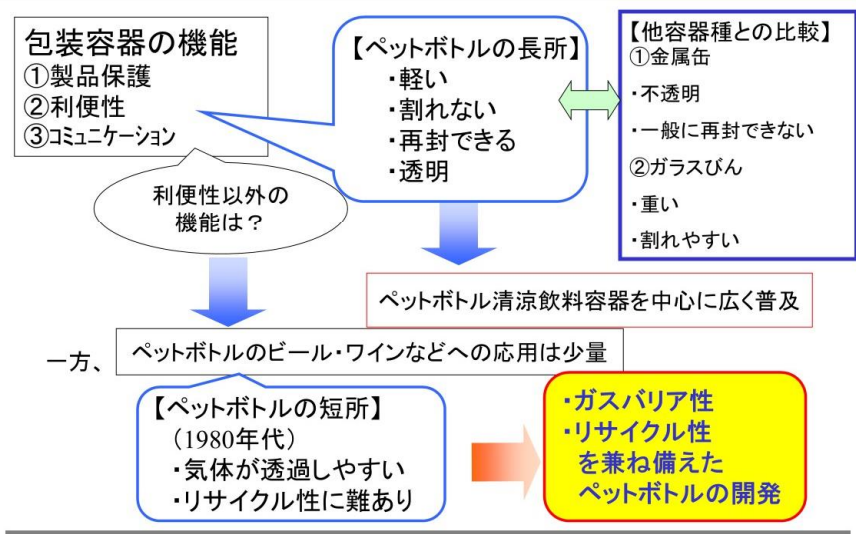 包装容器の機能
①製品保護
②利便性
③コミュニケーション
利便性以外の
機能は?
【ペットボトルの長所】
・軽い
・割れない
・再封できる
・透明
【他容器種との比較】
①金属缶
・不透明
・一般に再封できない
②ガラスびん
・重い
・割れやすい
ペットボトル清涼飲料容器を中心に広く普及
一方、
ペットボトルのビール・ワインなどへの応用は少量
【ペットボトルの短所】
(1980年代)
・気体が透過しやすい
・リサイクル性に難あり
・ガスバリア性
・リサイクル性
を兼ね備えた
ペットボトルの開発